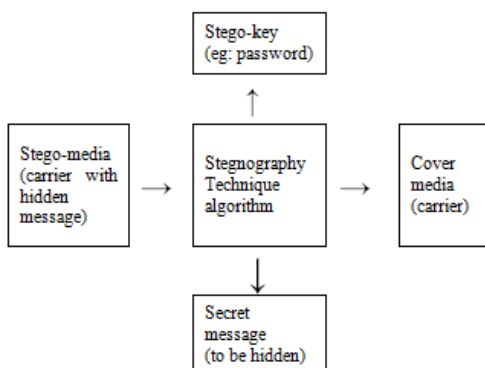 Stego-key
(eg: password)
Stego-media
(carrier with
hidden
message)
Stegnography
Technique
algorithm
Cover
media
(carrier)
Secret
message
(to be hidden)